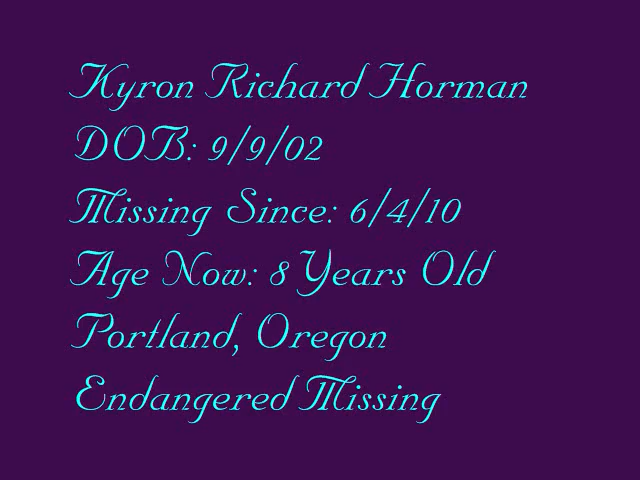 Kyron Richard Horman
DOB: 9/9/02
Missing Since: 6/4/10
Age Now: 8 Years Old
Portland, Oregon
Endangered Missing